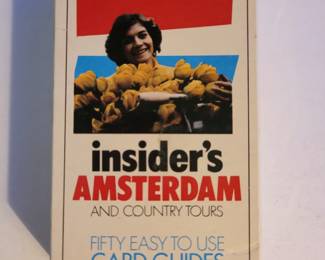 insider's
AMSTERDAM
AND COUNTRY TOURS
FIFTY EASY TO USE
CARD GUIDES